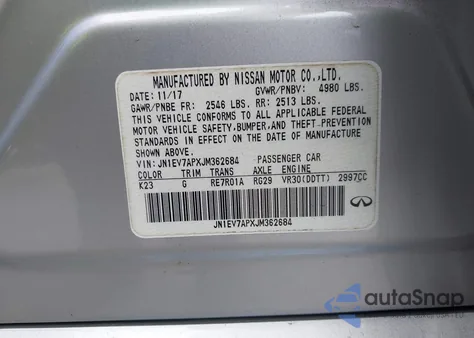 MANUFACTURED BY NISSAN MOTOR CO.,LTD.
DATE: 11/17 GVWR/PNBV: 4980 LBS.
GAWR/PNBE FR: 2546 LBS. RR: 2513 LBS.
THIS VEHICLE CONFORMS TO ALL APPLICABLE FEDERAL
MOTOR VEHICLE SAFETY, BUMPER, AND THEFT PREVENTION
STANDARDS IN EFFECT ON THE DATE OF
MANUFACTURE SHOWN ABOVE.
VIN: JN1EV7APXJM362684 PASSENGER CAR
COLOR TRIM TRANS AXLE ENGINE
K23 G RE7R01A RG29 VR30(DDTT) 2997CC
JN1EV7APXJM362684
autoSnap
Powered by AutoBidMaster